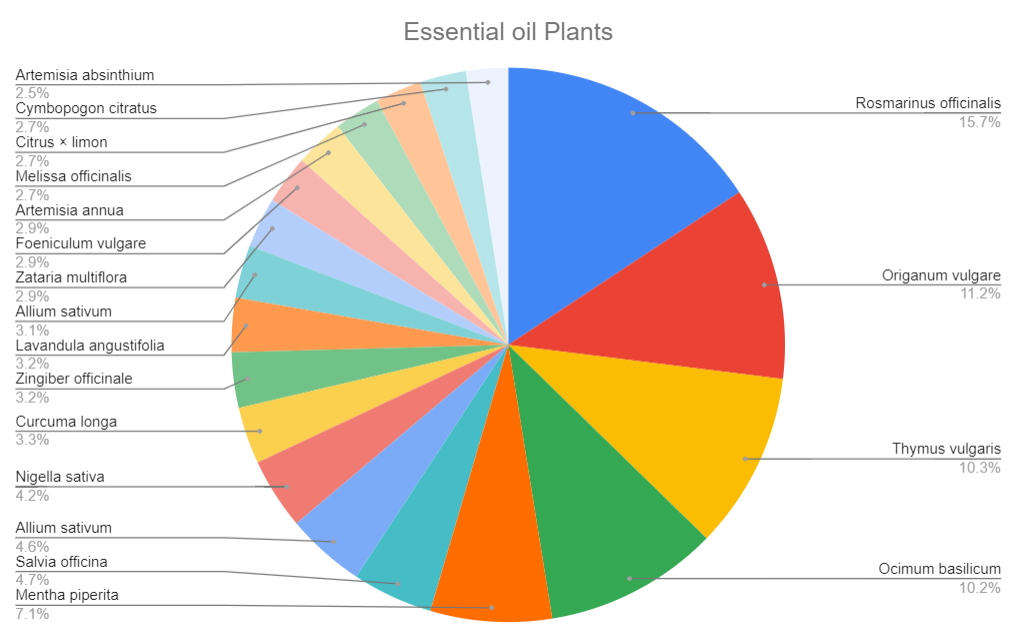 Essential oil Plants
Artemisia absinthium
2.5%
Cymbopogon citratus
2.7%
Citrus × limon
2.7%
Melissa officinalis
2.7%
Artemisia annua
2.9%
Foeniculum vulgare
2.9%
Zataria multiflora
2.9%
Allium sativum
3.1%
Lavandula angustifolia
3.2%
Zingiber officinale
3.2%
Curcuma longa
3.3%
Nigella sativa
4.2%
Allium sativum
4.6%
Salvia officina
4.7%
Mentha piperita
7.1%
Rosmarinus officinalis
15.7%
Origanum vulgare
11.2%
Thymus vulgaris
10.3%
Ocimum basilicum
10.2%